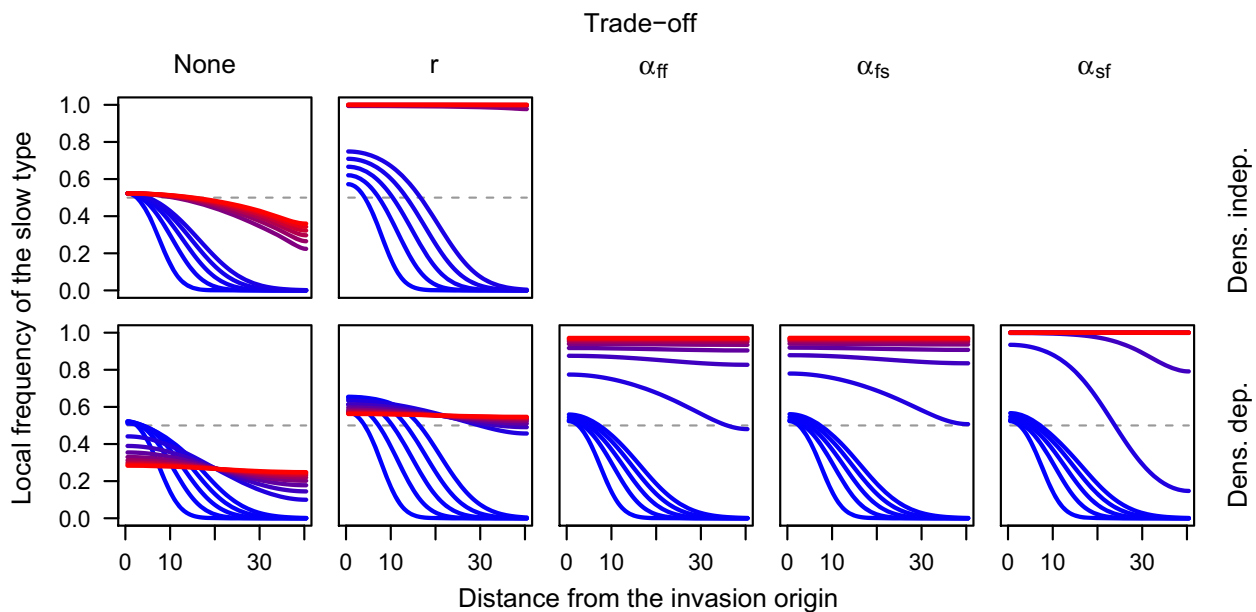 Trade−off
None r αff αfs αsf
1.0
0.8
0.6
0.4
0.2
0.0
Dens. indep.
1.0
0.8
0.6
0.4
0.2
0.0
Dens. dep.
Local frequency of the slow type
0 10 30 0 10 30 0 10 30 0 10 30 0 10 30
Distance from the invasion origin